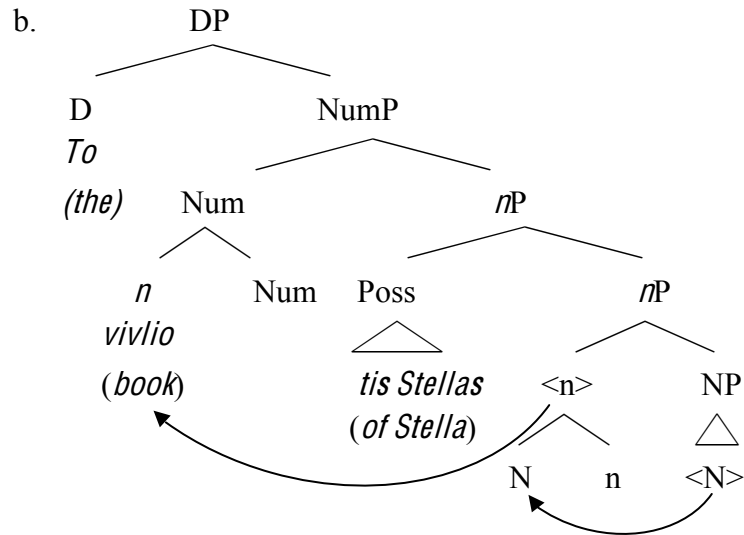 b. DP
D NumP
To
(the) Num nP
n Num Poss nP
vivlio
(book) tis Stellas <n> NP
(of Stella)
N n <N>